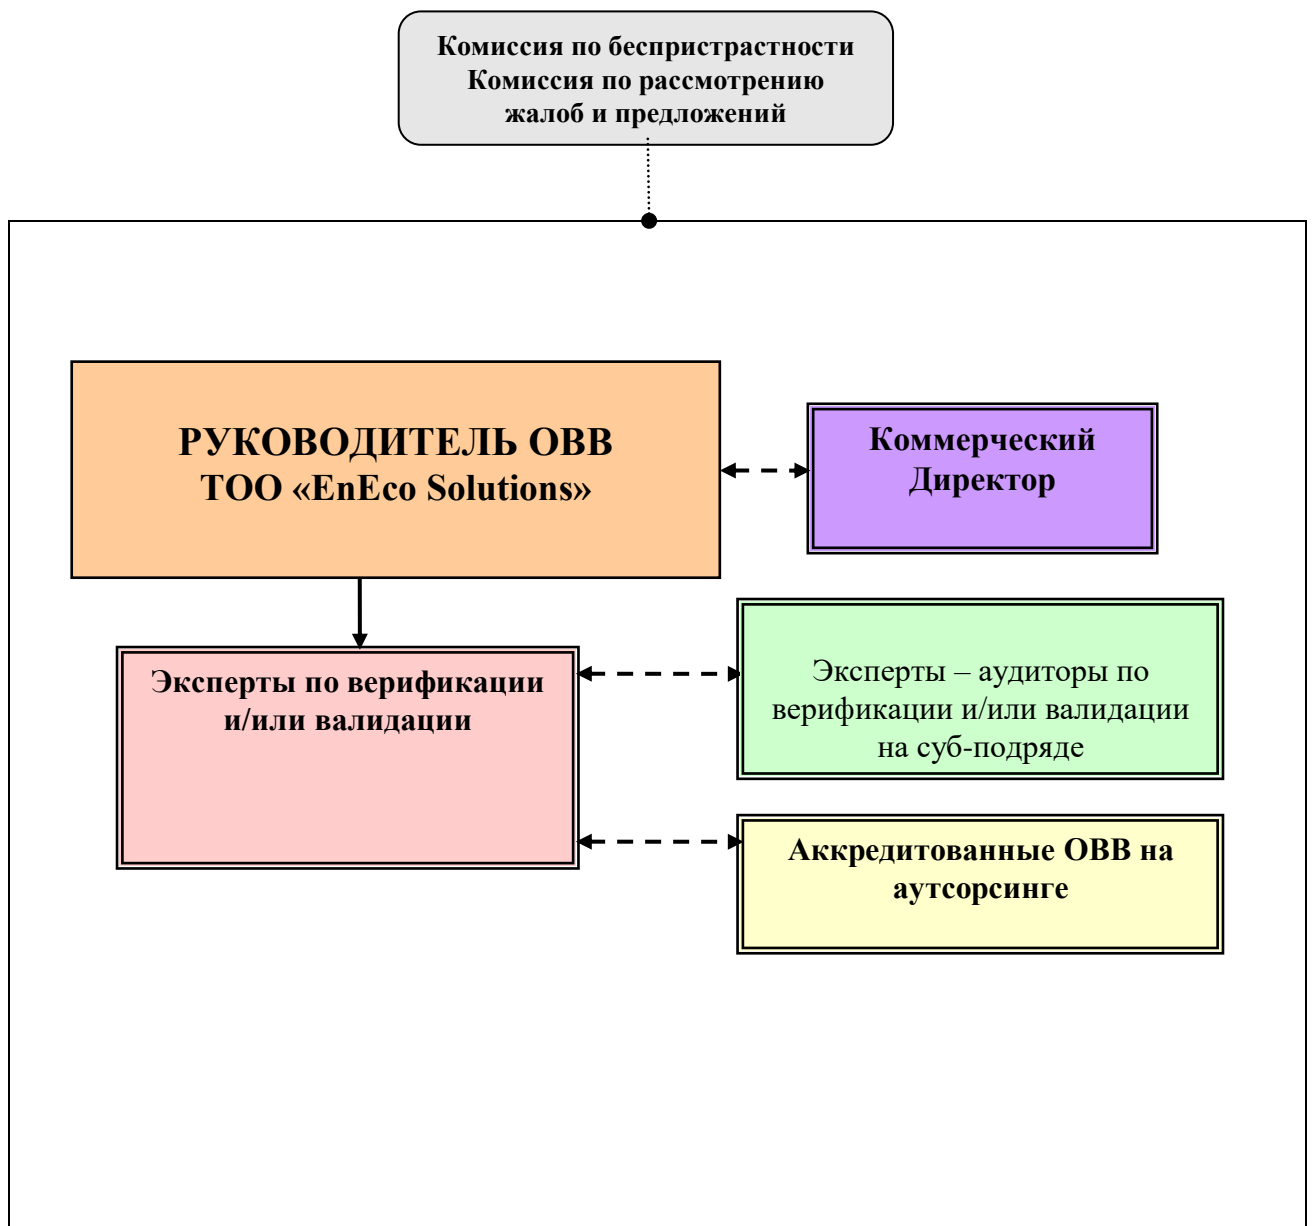 Комиссия по беспристрастности
Комиссия по рассмотрению
жалоб и предложений
РУКОВОДИТЕЛЬ ОВВ
ТОО «EnEco Solutions»
Коммерческий
Директор
Эксперты по верификации
и/или валидации
Эксперты – аудиторы по
верификации и/или валидации
на суб-подряде
Аккредитованные ОВВ на
аутсорсинге